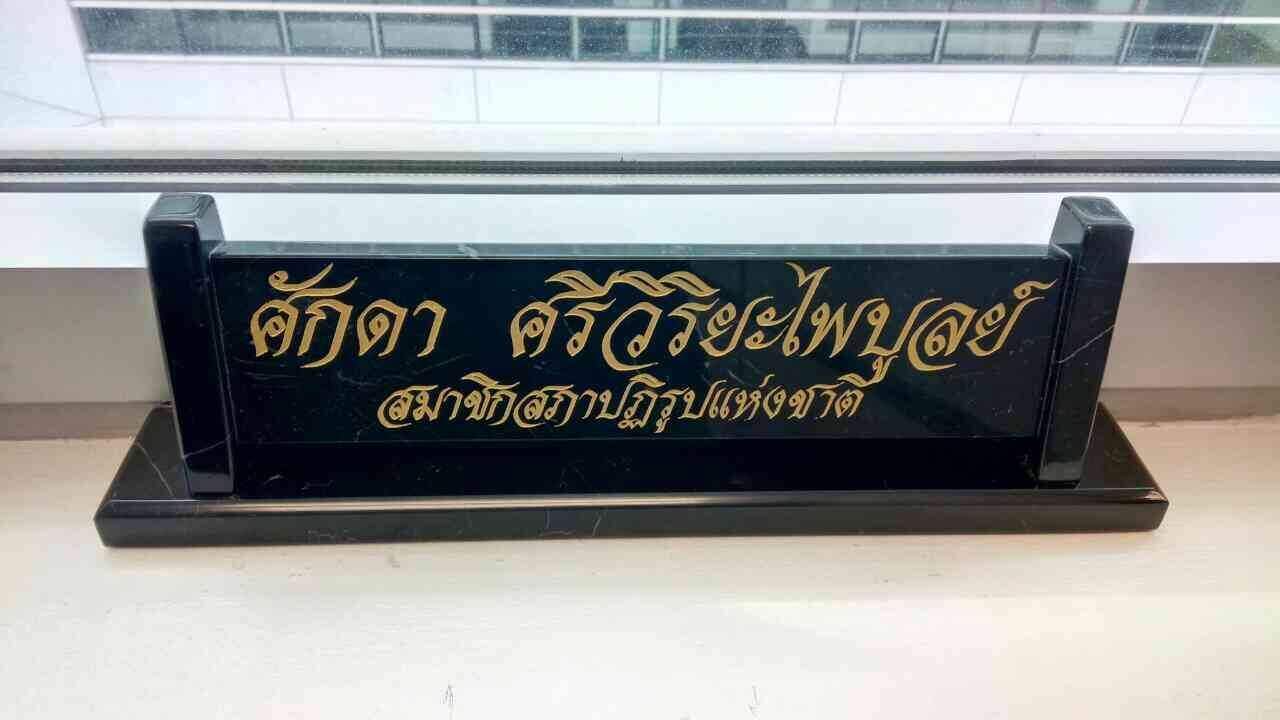 ศักดา ศรีวิริยะไพบูลย์
สมาชิกสภาปฏิรูปแห่งชาติ